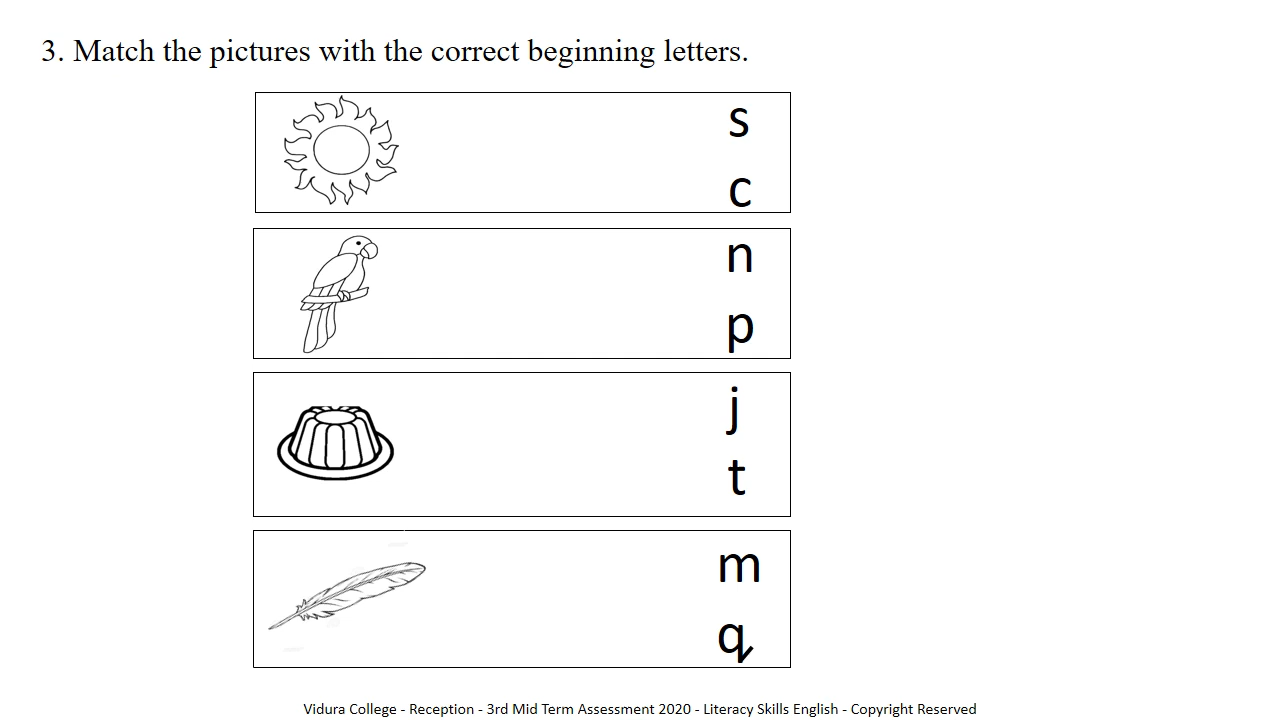 3. Match the pictures with the correct beginning letters.
s
c
n
p
j
t
m
q
Vidura College - Reception - 3rd Mid Term Assessment 2020 - Literacy Skills English - Copyright Reserved